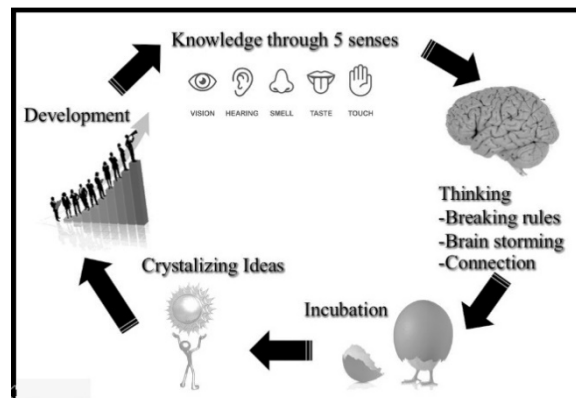 Knowledge through 5 senses
VISION HEARING SMELL TASTE TOUCH
Development
Thinking
-Breaking rules
-Brain storming
-Connection
Incubation
Crystalizing Ideas